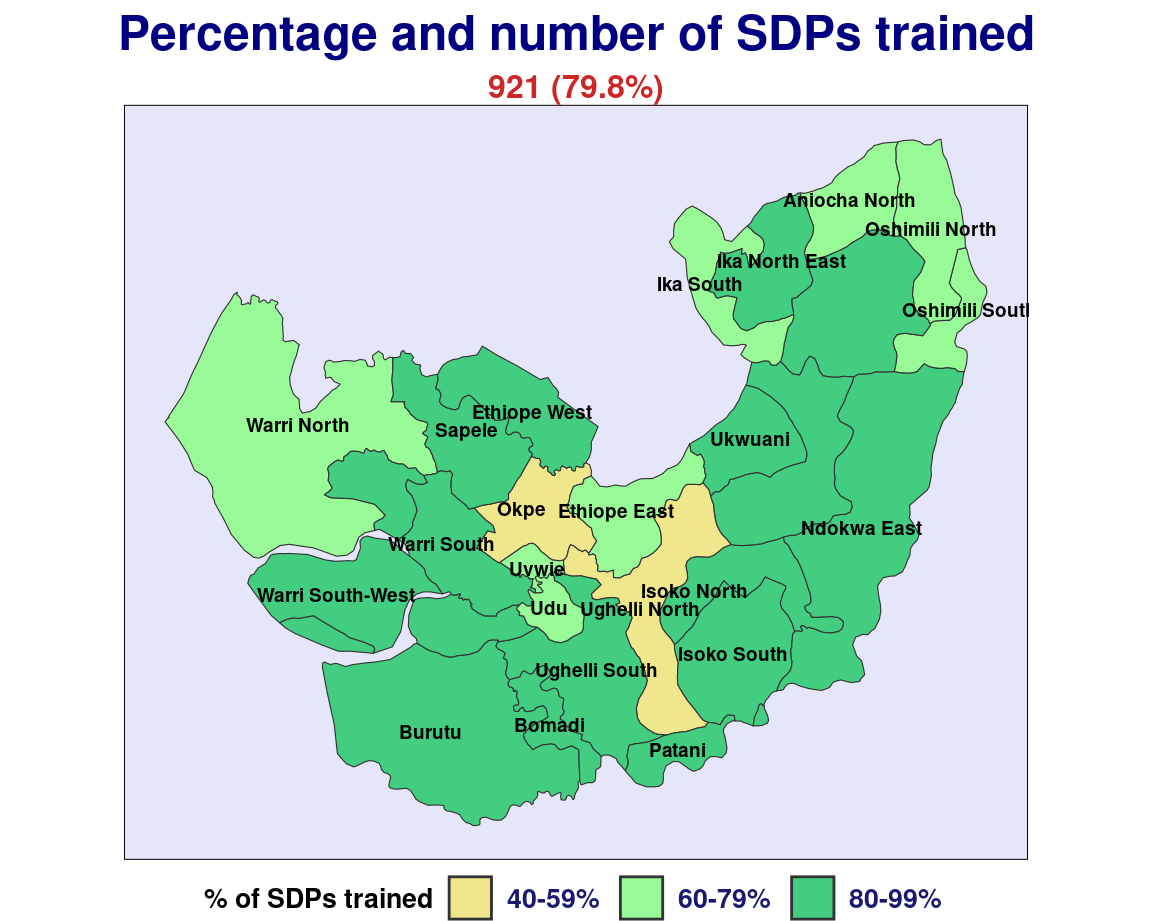 Percentage and number of SDPs trained
921 (79.8%)
Aniocha North
Oshimili North
Ika North East
Ika South
Oshimili South
Ethiope West
Warri North
Sapele
Ukwuani
Okpe
Ethiope East
Ndokwa East
Warri South
Uvwie
Isoko North
Warri South-West
Udu
Ughelli North
Isoko South
Ughelli South
Bomadi
Burutu
Patani
% of SDPs trained
40-59%
60-79%
80-99%